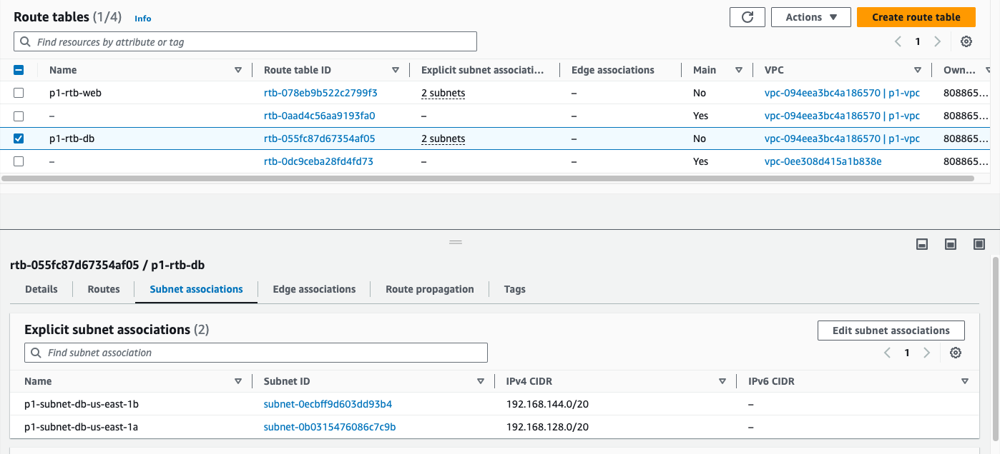 Route tables (1/4) Info
Actions Create route table
Find resources by attribute or tag
1
Name Route table ID Explicit subnet associati... Edge associations Main VPC Own...
p1-rtb-web rtb-078eb9b522c2799f3 2 subnets – No vpc-094eea3bc4a186570 | p1-vpc 808865...
– rtb-0aad4c56aa9193fa0 – – Yes vpc-094eea3bc4a186570 | p1-vpc 808865...
p1-rtb-db rtb-055fc87d67354af05 2 subnets – No vpc-094eea3bc4a186570 | p1-vpc 808865...
– rtb-0dc9ceba28fd4fd73 – – Yes vpc-0ee308d415a1b838e 808865...
rtb-055fc87d67354af05 / p1-rtb-db
Details Routes Subnet associations Edge associations Route propagation Tags
Explicit subnet associations (2)
Edit subnet associations
Find subnet association
1
Name Subnet ID IPv4 CIDR IPv6 CIDR
p1-subnet-db-us-east-1b subnet-0ecbff9d603dd93b4 192.168.144.0/20 –
p1-subnet-db-us-east-1a subnet-0b0315476086c7c9b 192.168.128.0/20 –